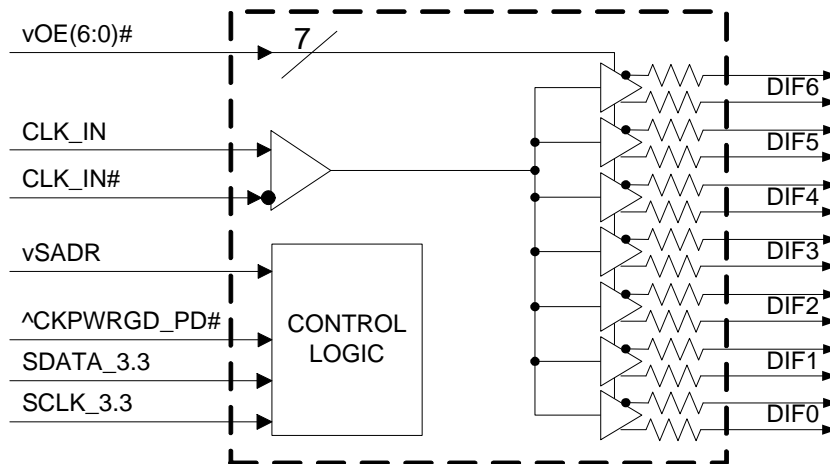 vOE(6:0)#
7
CLK_IN
CLK_IN#
vSADR
^CKPWRGD_PD#
SDATA_3.3
SCLK_3.3
CONTROL
LOGIC
DIF6
DIF5
DIF4
DIF3
DIF2
DIF1
DIF0